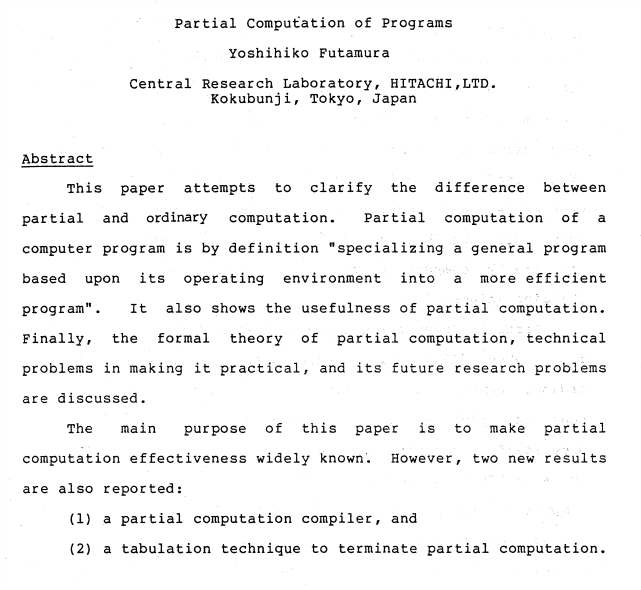 Partial Computation of Programs
Yoshihiko Futamura
Central Research Laboratory, HITACHI,LTD.
Kokubunji, Tokyo, Japan
Abstract
This paper attempts to clarify the difference between
partial and ordinary computation. Partial computation of a
computer program is by definition "specializing a general program
based upon its operating environment into a more efficient
program". It also shows the usefulness of partial computation.
Finally, the formal theory of partial computation, technical
problems in making it practical, and its future research problems
are discussed.
The main purpose of this paper is to make partial
computation effectiveness widely known. However, two new results
are also reported:
(1) a partial computation compiler, and
(2) a tabulation technique to terminate partial computation.